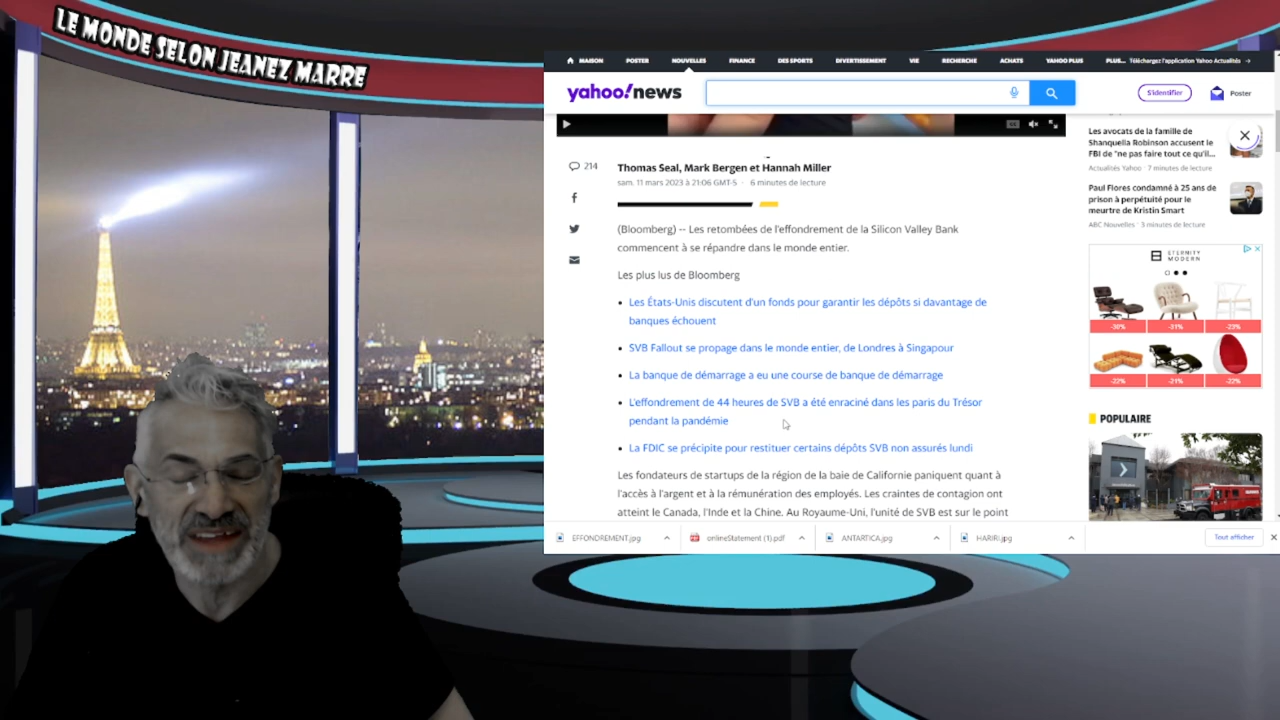 LE MONDE SELON JEANEZ MARRE
MAISON POSTER NOUVELLES FINANCE DES SPORTS DIVERTISSEMENT VIE RECHERCHE ACHATS YAHOO PLUS PLUS... Téléchargez l'application Yahoo Actualités →
yahoo!news
S'identifier
Poster
214
Thomas Seal, Mark Bergen et Hannah Miller
sam. 11 mars 2023 à 21:06 GMT-5 · 6 minutes de lecture
(Bloomberg) -- Les retombées de l'effondrement de la Silicon Valley Bank
commencent à se répandre dans le monde entier.
Les plus lus de Bloomberg
• Les États-Unis discutent d'un fonds pour garantir les dépôts si davantage de
banques échouent
• SVB Fallout se propage dans le monde entier, de Londres à Singapour
• La banque de démarrage a eu une course de banque de démarrage
• L'effondrement de 44 heures de SVB a été enraciné dans les paris du Trésor
pendant la pandémie
• La FDIC se précipite pour restituer certains dépôts SVB non assurés lundi
Les fondateurs de startups de la région de la baie de Californie paniquent quant à
l'accès à l'argent et à la rémunération des employés. Les craintes de contagion ont
atteint le Canada, l'Inde et la Chine. Au Royaume-Uni, l'unité de SVB est sur le point
Les avocats de la famille de
Shanquella Robinson accusent le
FBI de "ne pas faire tout ce qu'il...
Actualités Yahoo · 7 minutes de lecture
Paul Flores condamné à 25 ans de
prison à perpétuité pour le
meurtre de Kristin Smart
ABC Nouvelles · 3 minutes de lecture
ETERNITY
MODERN
-30% -31% -23%
-22% -21% -22%
POPULAIRE
EFFONDREMENT.jpg
onlineStatement (1).pdf
ANTARTICA.jpg
HARIRI.jpg
Tout afficher